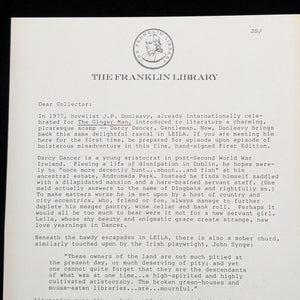 THE FRANKLIN LIBRARY
25/
THE FRANKLIN LIBRARY
Dear Collector:
In 1977, novelist J.P. Donleavy, already internationally cele-
brated for The Ginger Man, introduced to literature a charming,
picaresque scamp -- Darcy Dancer, Gentleman. Now, Donleavy brings
back this same delightful rascal in LEILA. If you are meeting him
here for the first time, be prepared for episode upon episode of
boisterous misadventure in this fine, hand-signed First Edition.
Darcy Dancer is a young aristocrat in post-Second World War
Ireland. Fleeing a life of dissipation in Dublin, he hopes mere-
ly to "once more decently hunt...shoot...and fish" at his
ancestral estate, Andromeda Park. Instead he finds himself saddled
with a dilapidated mansion and a hare-brained servant staff. (One
maid actually answers to the name of Dingbats and rightfully so.)
To make matters worse he is set upon by a host of country and
city eccentrics, who, friend or foe, always manage to further
deplete his meager pantry, wine cellar and bank roll. Perhaps it
would all be too much to bear were it not for a new servant girl,
Leila, whose shy beauty and enigmatic grace create strange, new
love yearnings in Dancer.
Beneath the bawdy escapades in LEILA, there is also a sober chord,
similarly touched upon by the Irish playwright, John Synge:
"These owners of the land are not much pitied at
the present day, or much deserving of pity; and yet
one cannot quite forget that they are the descendants
of what was at one time...a high-spirited and highly
cultivated aristocracy. The broken green-houses and
mouse-eaten libraries...are...mournful."